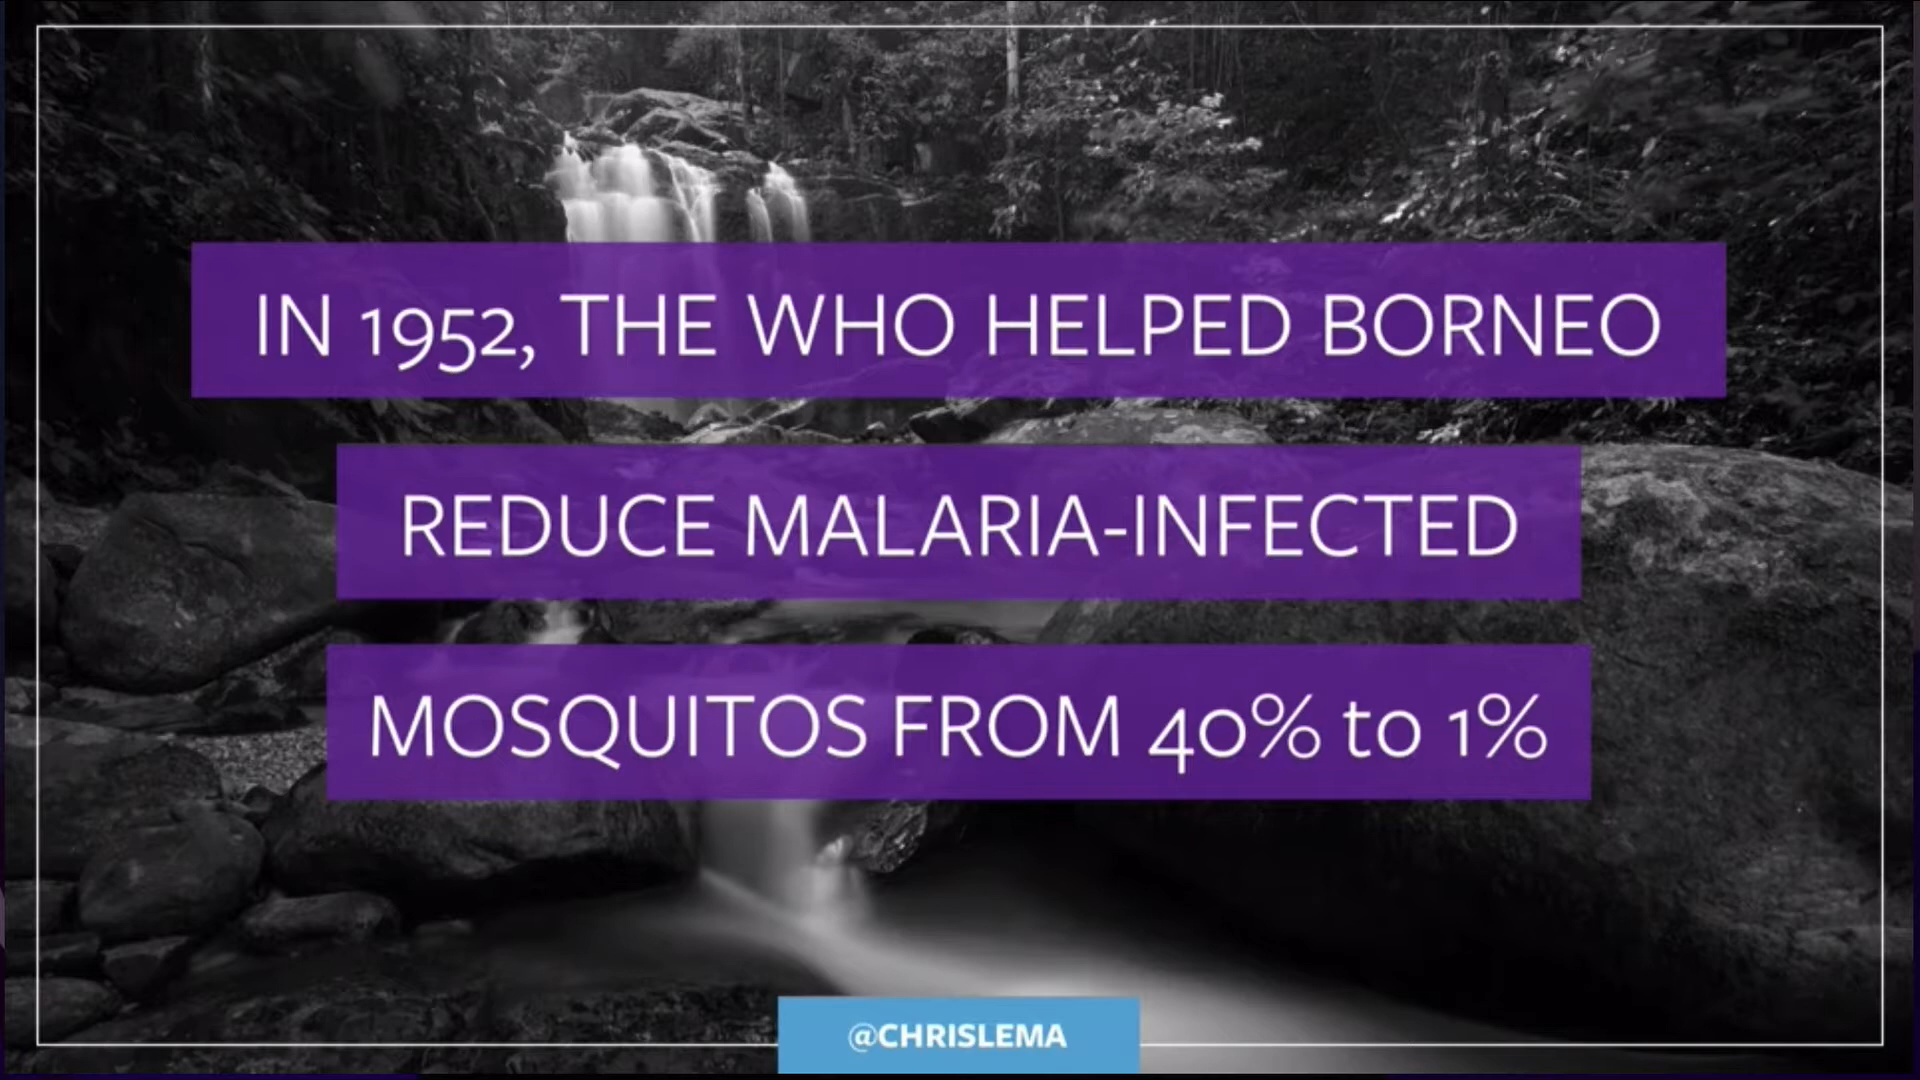 IN 1952, THE WHO HELPED BORNEO
REDUCE MALARIA-INFECTED
MOSQUITOS FROM 40% to 1%
@CHRISLEMA